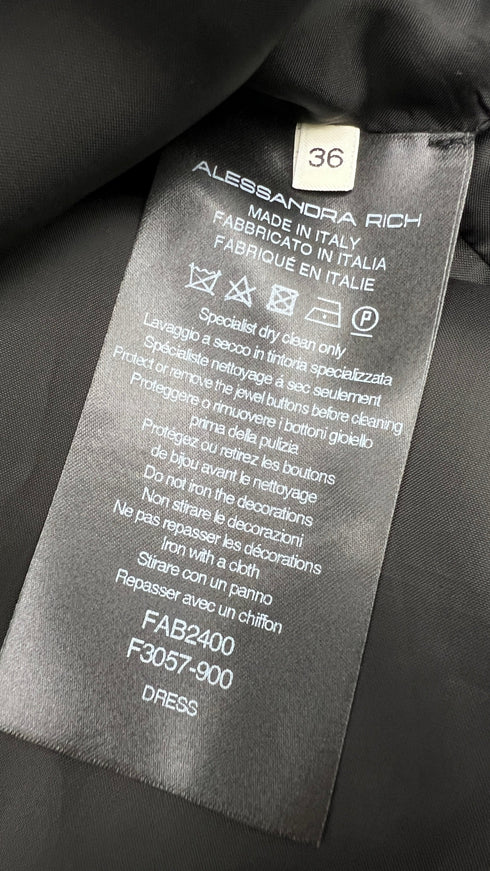 36
ALESSANDRA RICH
MADE IN ITALY
FABBRICATO IN ITALIA
FABRIQUÉ EN ITALIE
P
Specialist dry clean only
Lavaggio a secco in tintoria specializzata
Spécialiste nettoyage à sec seulement
Protect or remove the jewel buttons before cleaning
Proteggere o rimuovere i bottoni gioiello
prima della pulizia
Protégez ou retirez les boutons
de bijou avant le nettoyage
Do not iron the decorations
Non stirare le decorazioni
Ne pas repasser les décorations
Iron with a cloth
Stirare con un panno
Repasser avec un chiffon
FAB2400
F3057-900
DRESS